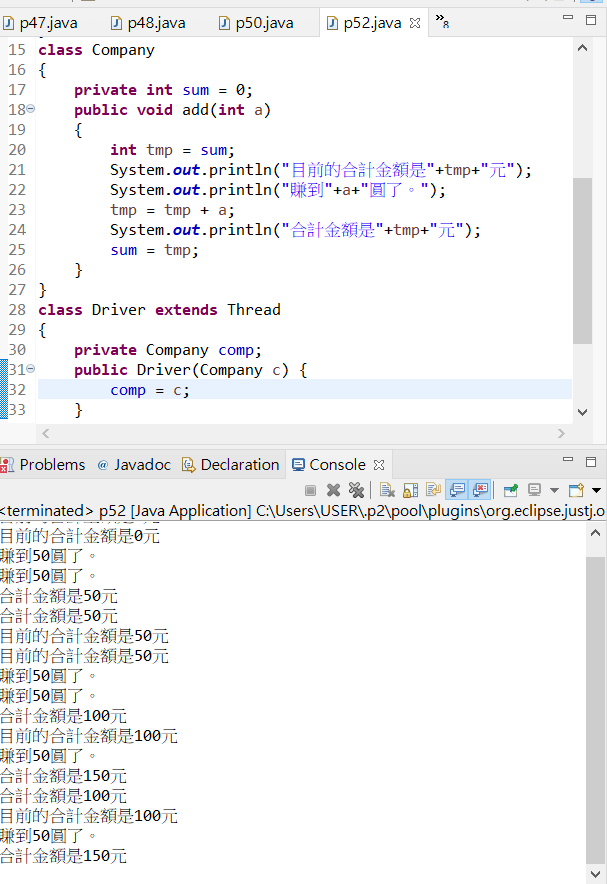 p47.java p48.java p50.java p52.java »8
15 class Company
16 {
17 private int sum = 0;
18 public void add(int a)
19 {
20 int tmp = sum;
21 System.out.println("目前的合計金額是"+tmp+"元");
22 System.out.println("賺到"+a+"圓了。");
23 tmp = tmp + a;
24 System.out.println("合計金額是"+tmp+"元");
25 sum = tmp;
26 }
27 }
28 class Driver extends Thread
29 {
30 private Company comp;
31 public Driver(Company c) {
32 comp = c;
33 }
Problems @ Javadoc Declaration Console
<terminated> p52 [Java Application] C:\Users\USER\.p2\pool\plugins\org.eclipse.justj.o
目前的合計金額是0元
賺到50圓了。
賺到50圓了。
合計金額是50元
合計金額是50元
目前的合計金額是50元
目前的合計金額是50元
賺到50圓了。
賺到50圓了。
合計金額是100元
目前的合計金額是100元
賺到50圓了。
合計金額是150元
合計金額是100元
目前的合計金額是100元
賺到50圓了。
合計金額是150元